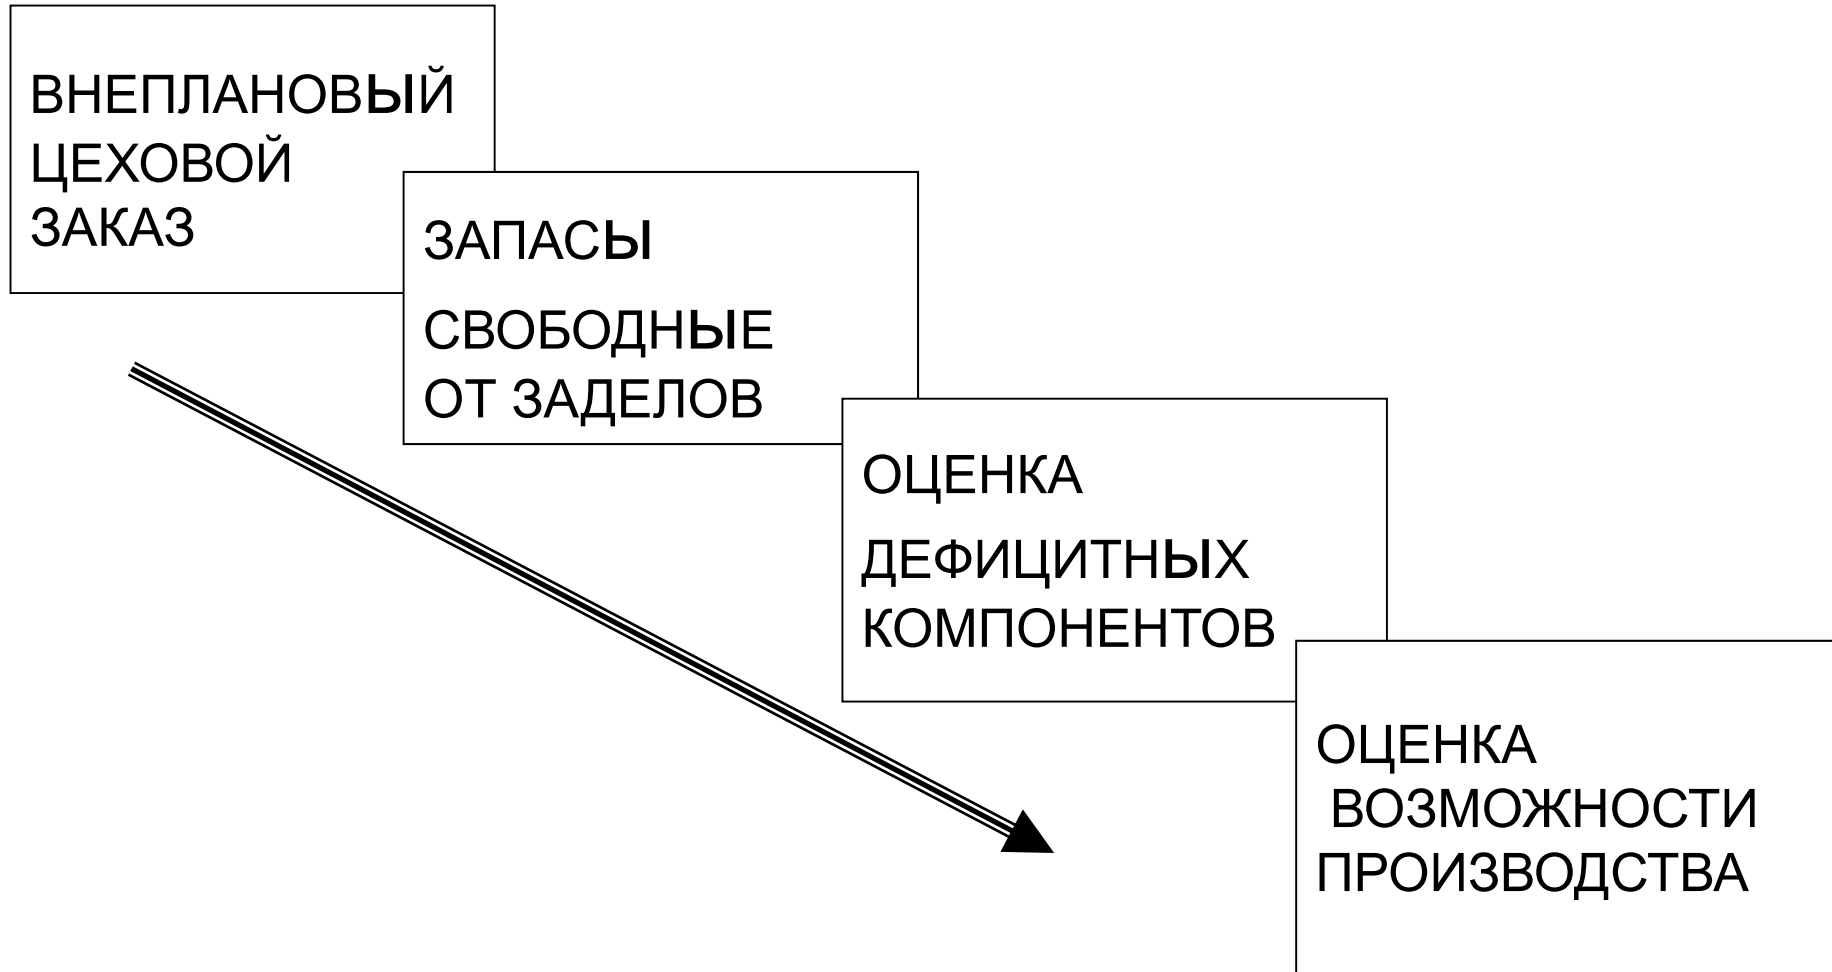 ВНЕПЛАНОВЫЙ
ЦЕХОВОЙ
ЗАКАЗ
ЗАПАСЫ
СВОБОДНЫЕ
ОТ ЗАДЕЛОВ
ОЦЕНКА
ДЕФИЦИТНЫХ
КОМПОНЕНТОВ
ОЦЕНКА
ВОЗМОЖНОСТИ
ПРОИЗВОДСТВА